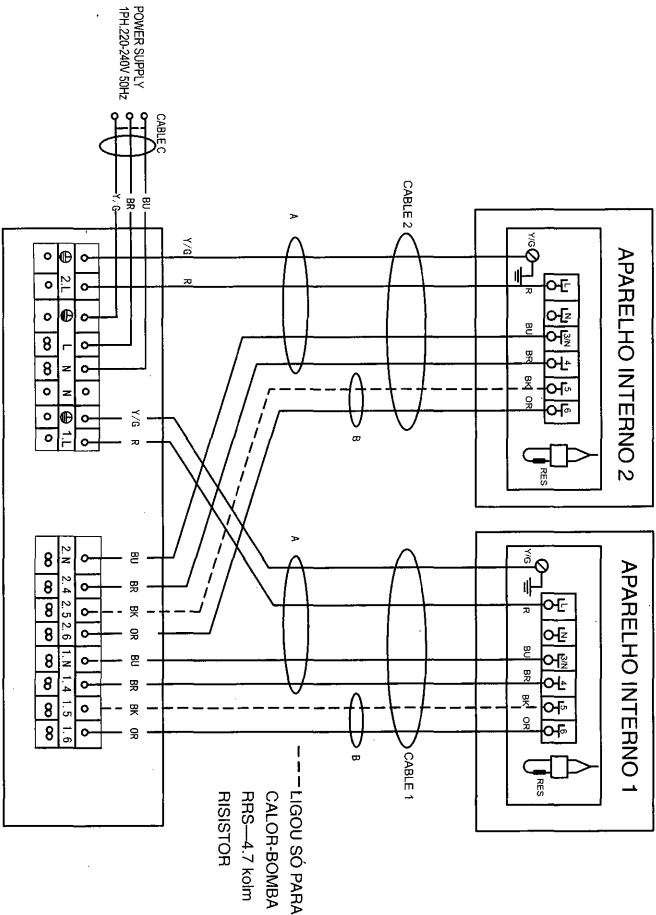 POWER SUPPLY
1PH.220-240V 50Hz
CABLE C
Y/G
BR
BU
2.L
L
N
N
1.L
Y/G
R
Y/G
R
2.N
2.4
2.5
2.6
1.N
1.4
1.5
1.6
BU
BR
BK
OR
BU
BR
BK
OR
A
B
CABLE 2
A
B
CABLE 1
APARELHO INTERNO 2
Y/G
R
BU
BR
BK
OR
L
N
3/N
4
5
6
RES
APARELHO INTERNO 1
Y/G
R
BU
BR
BK
OR
L
N
3/N
4
5
6
RES
LIGOU SÓ PARA
CALOR-BOMBA
RRS—4.7 kolm
RISISTOR